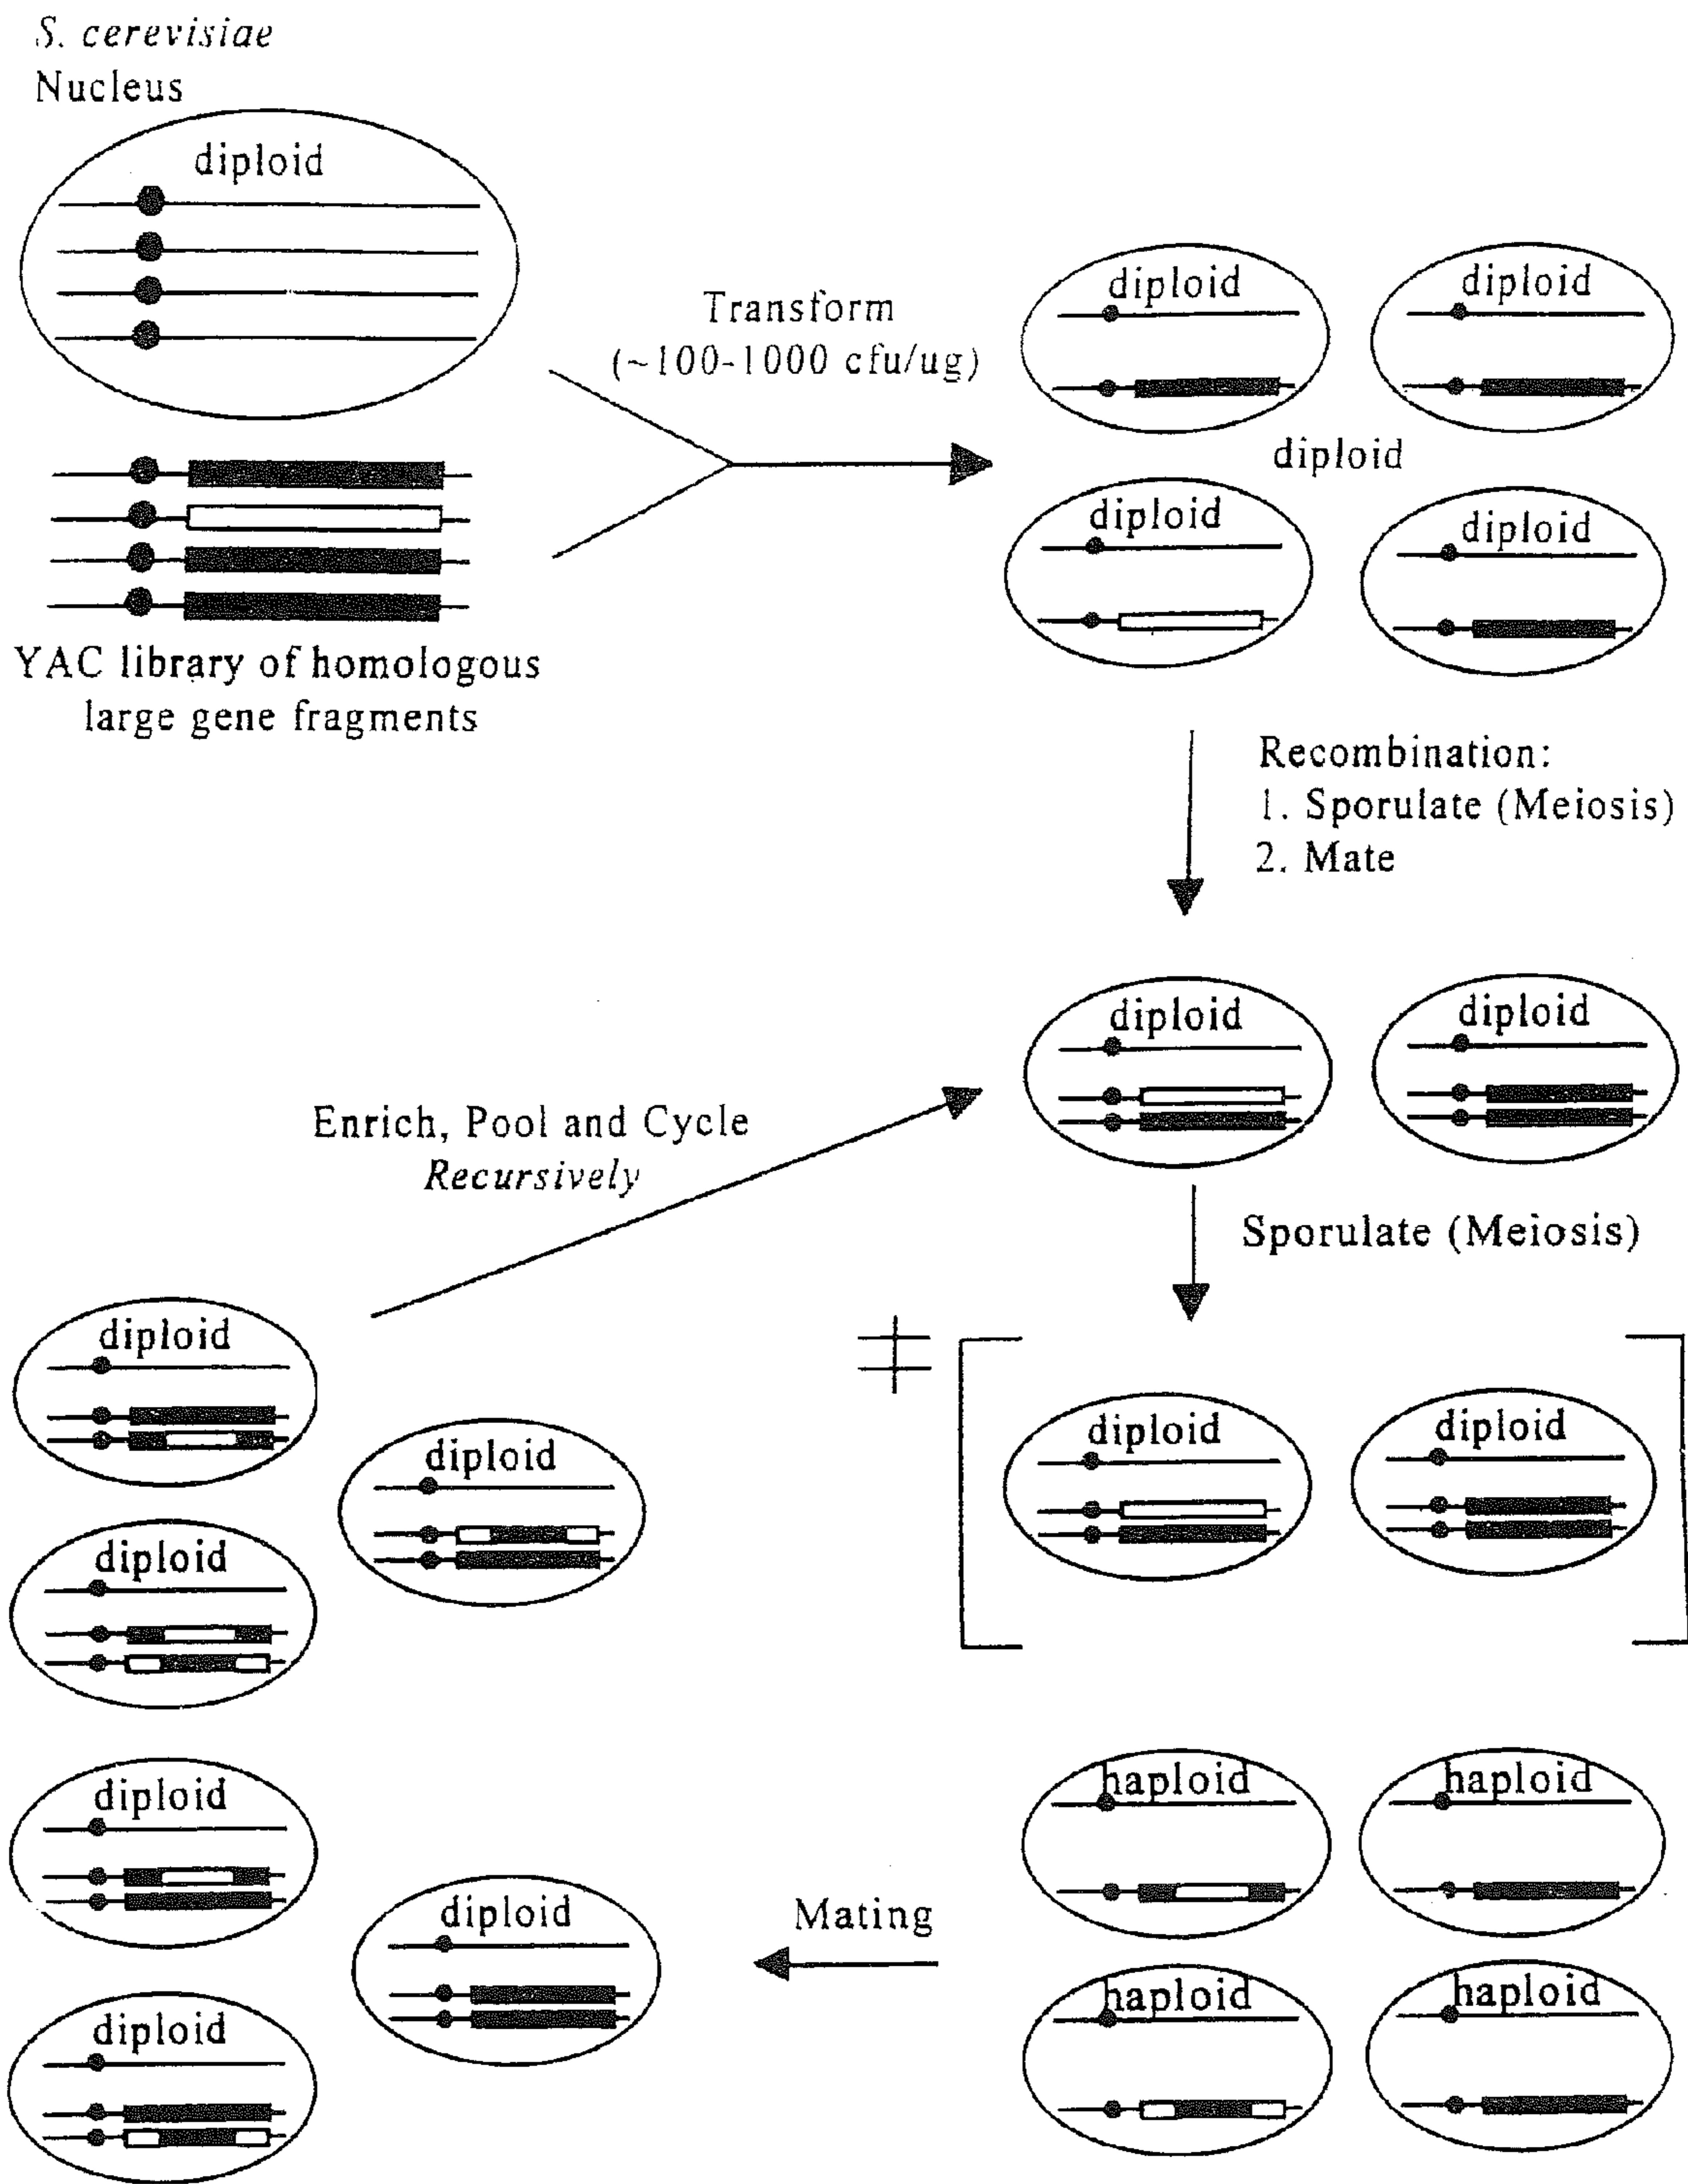 S. cerevisiae
Nucleus
diploid
Transform
(~100-1000 cfu/ug)
YAC library of homologous
large gene fragments
diploid
diploid
diploid
diploid
diploid
Recombination:
1. Sporulate (Meiosis)
2. Mate
diploid
diploid
Enrich, Pool and Cycle
Recursively
Sporulate (Meiosis)
diploid
diploid
diploid
diploid
diploid
diploid
diploid
diploid
Mating
haploid
haploid
haploid
haploid